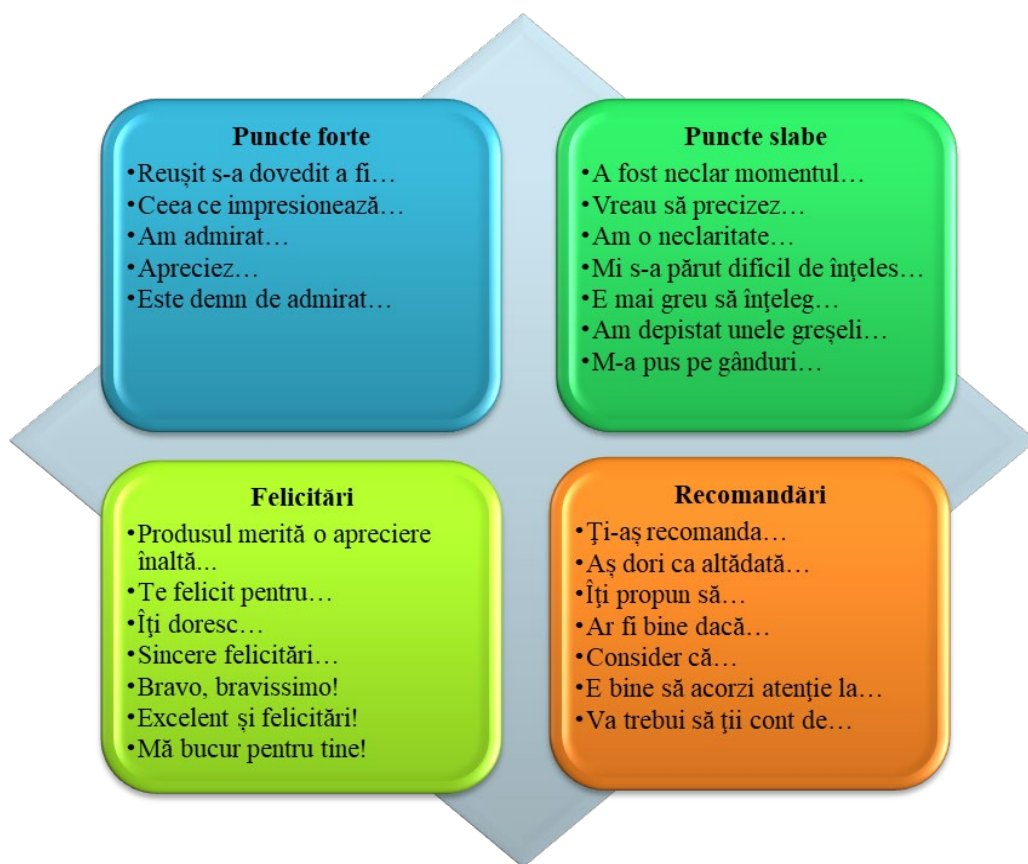 Puncte forte
•Reușit s-a dovedit a fi…
•Ceea ce impresionează…
•Am admirat…
•Apreciez…
•Este demn de admirat…
Puncte slabe
•A fost neclar momentul…
•Vreau să precizez…
•Am o neclaritate…
•Mi s-a părut dificil de înțeles…
•E mai greu să înţeleg…
•Am depistat unele greșeli…
•M-a pus pe gânduri…
Felicitări
•Produsul merită o apreciere
înaltă...
•Te felicit pentru…
•Îţi doresc…
•Sincere felicitări…
•Bravo, bravissimo!
•Excelent și felicitări!
•Mă bucur pentru tine!
Recomandări
•Ţi-aș recomanda…
•Aș dori ca altădată…
•Îţi propun să…
•Ar fi bine dacă…
•Consider că…
•E bine să acorzi atenţie la…
•Va trebui să ţii cont de…